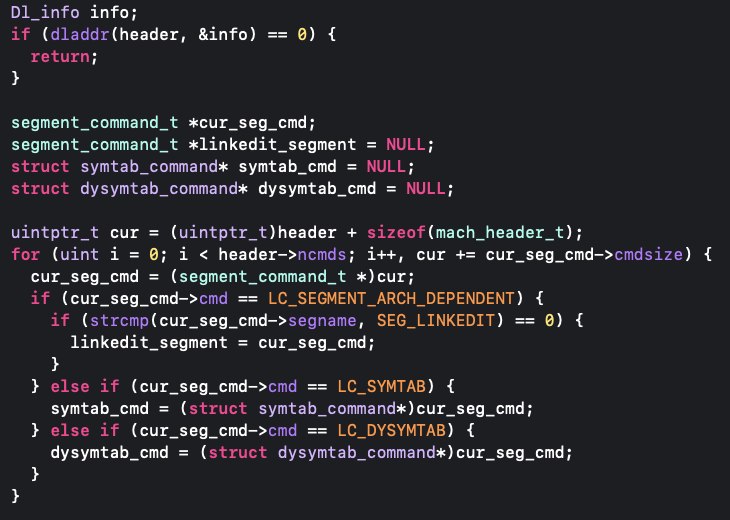 Dl_info info;
if (dladdr(header, &info) == 0) {
  return;
}

segment_command_t *cur_seg_cmd;
segment_command_t *linkedit_segment = NULL;
struct symtab_command* symtab_cmd = NULL;
struct dysymtab_command* dysymtab_cmd = NULL;

uintptr_t cur = (uintptr_t)header + sizeof(mach_header_t);
for (uint i = 0; i < header->ncmds; i++, cur += cur_seg_cmd->cmdsize) {
  cur_seg_cmd = (segment_command_t *)cur;
  if (cur_seg_cmd->cmd == LC_SEGMENT_ARCH_DEPENDENT) {
    if (strcmp(cur_seg_cmd->segname, SEG_LINKEDIT) == 0) {
      linkedit_segment = cur_seg_cmd;
    }
  } else if (cur_seg_cmd->cmd == LC_SYMTAB) {
    symtab_cmd = (struct symtab_command*)cur_seg_cmd;
  } else if (cur_seg_cmd->cmd == LC_DYSYMTAB) {
    dysymtab_cmd = (struct dysymtab_command*)cur_seg_cmd;
  }
}